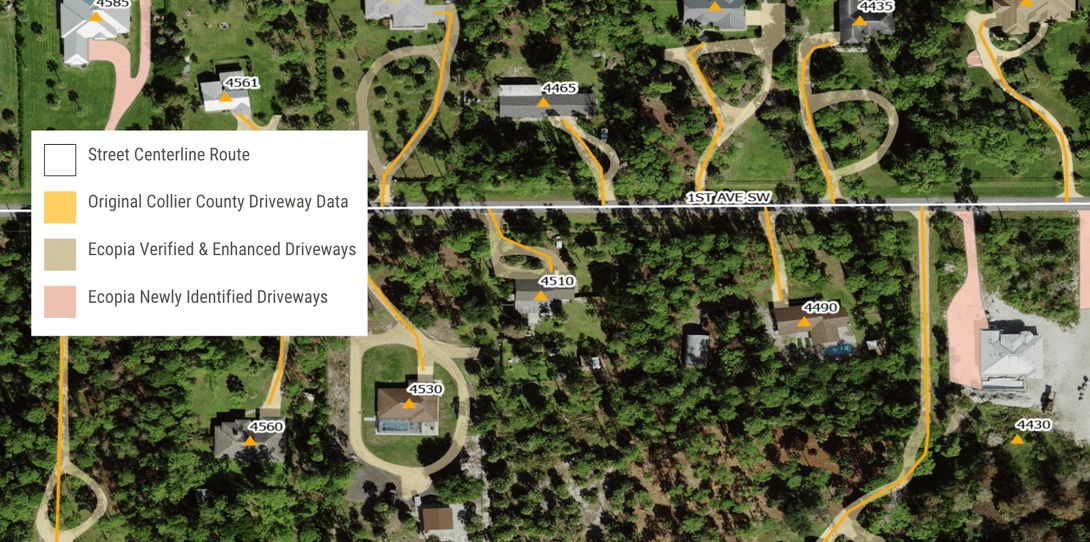 4585
4435
4561
4465
Street Centerline Route
Original Collier County Driveway Data
1ST AVE SW
Ecopia Verified & Enhanced Driveways
Ecopia Newly Identified Driveways
4510
4490
4530
4560
4430